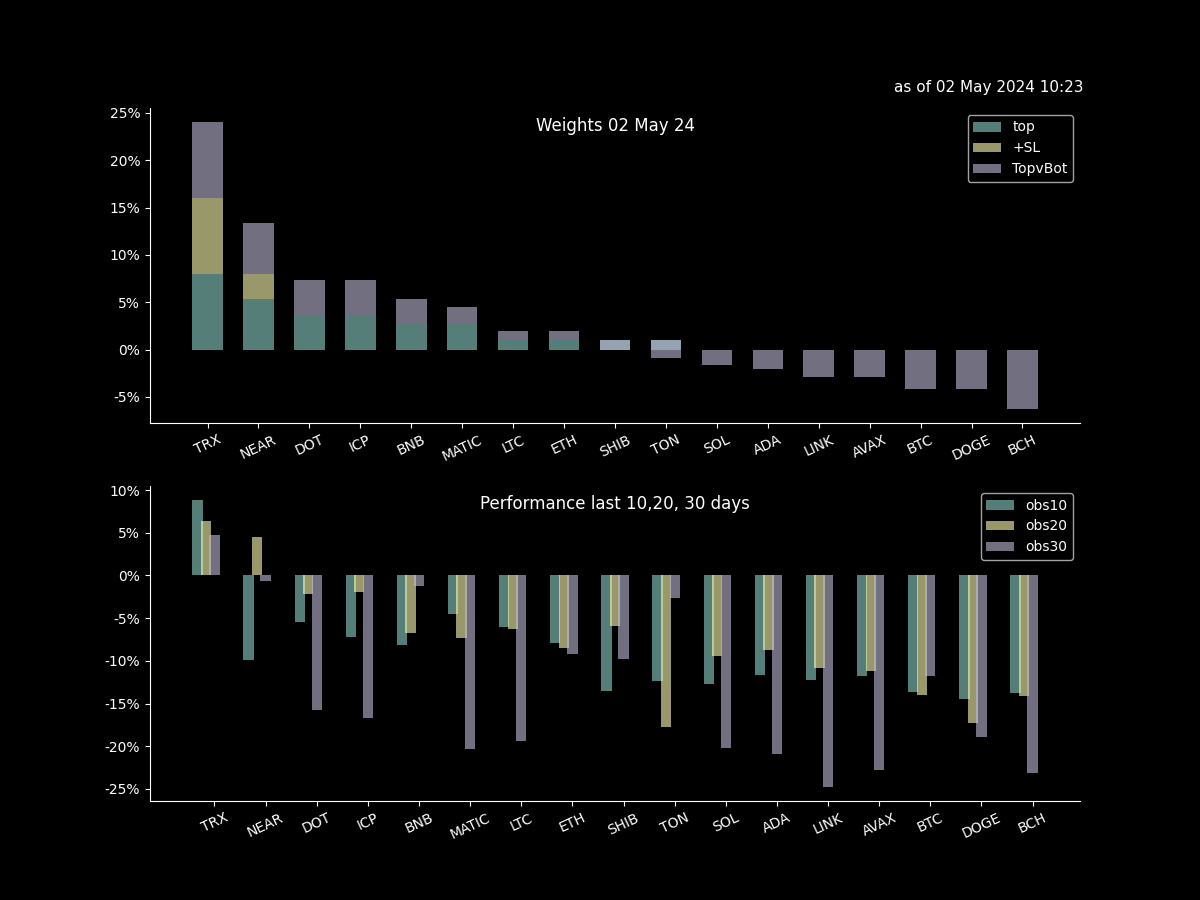 as of 02 May 2024 10:23
Weights 02 May 24
top
+SL
TopvBot
25%
20%
15%
10%
5%
0%
-5%
TRX NEAR DOT ICP BNB MATIC LTC ETH SHIB TON SOL ADA LINK AVAX BTC DOGE BCH
Performance last 10,20, 30 days
obs10
obs20
obs30
10%
5%
0%
-5%
-10%
-15%
-20%
-25%
TRX NEAR DOT ICP BNB MATIC LTC ETH SHIB TON SOL ADA LINK AVAX BTC DOGE BCH